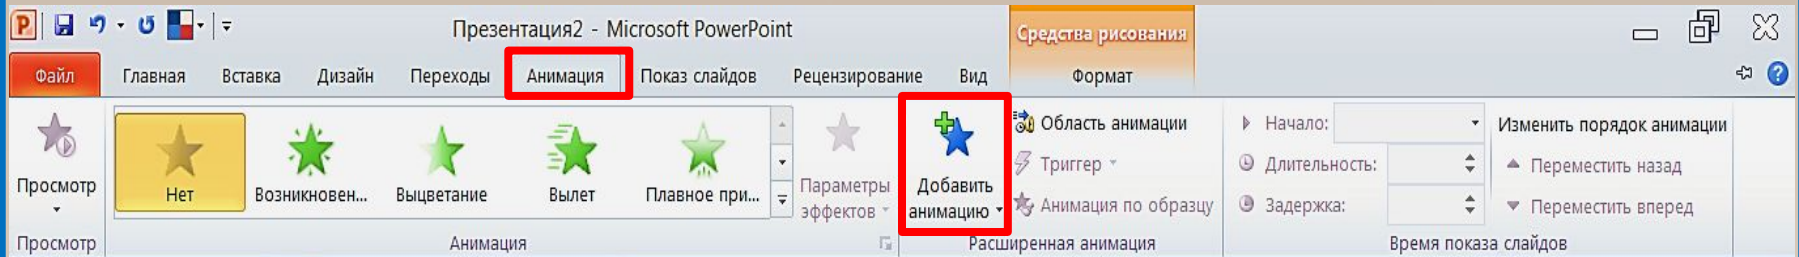 Презентация2 - Microsoft PowerPoint
Средства рисования
Файл Главная Вставка Дизайн Переходы Анимация Показ слайдов Рецензирование Вид Формат
Просмотр
Нет
Возникновен...
Выцветание
Вылет
Плавное при...
Параметры
эффектов
Добавить
анимацию
Область анимации
Триггер
Анимация по образцу
Начало:
Длительность:
Задержка:
Изменить порядок анимации
Переместить назад
Переместить вперед
Просмотр Анимация Расширенная анимация Время показа слайдов